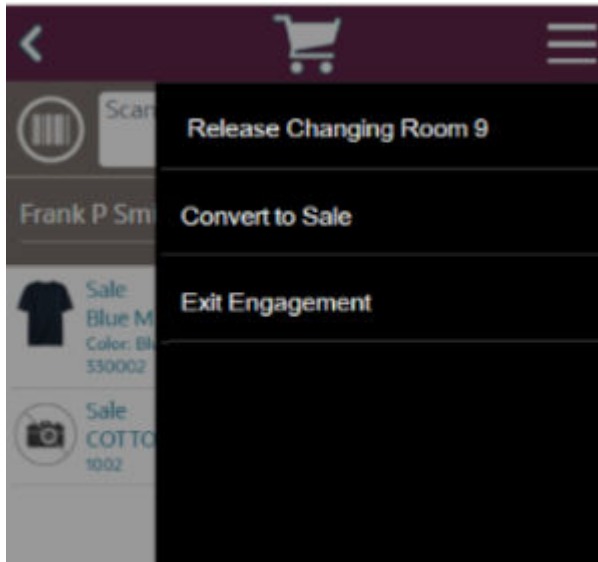 Scan
Release Changing Room 9
Frank P Smi
Convert to Sale
Sale
Blue M
Color: Bl
330002
Exit Engagement
Sale
COTTO
1002